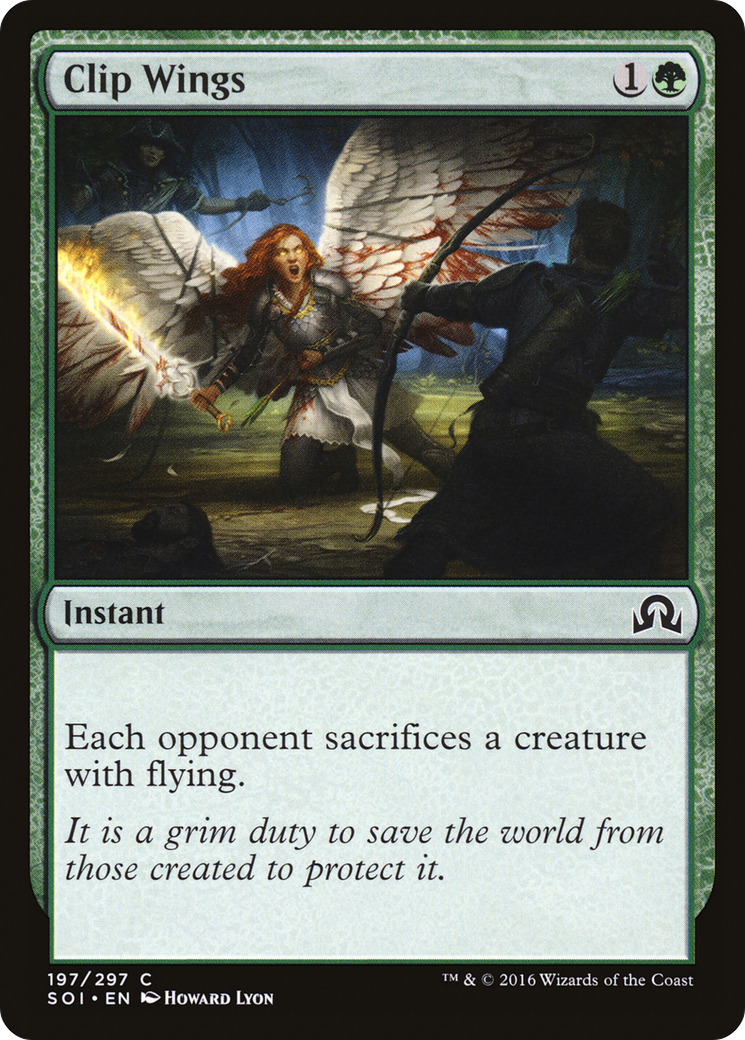 Clip Wings 1
Instant
Each opponent sacrifices a creature
with flying.
It is a grim duty to save the world from
those created to protect it.
197/297 C
SOI • EN Howard Lyon
™ & © 2016 Wizards of the Coast